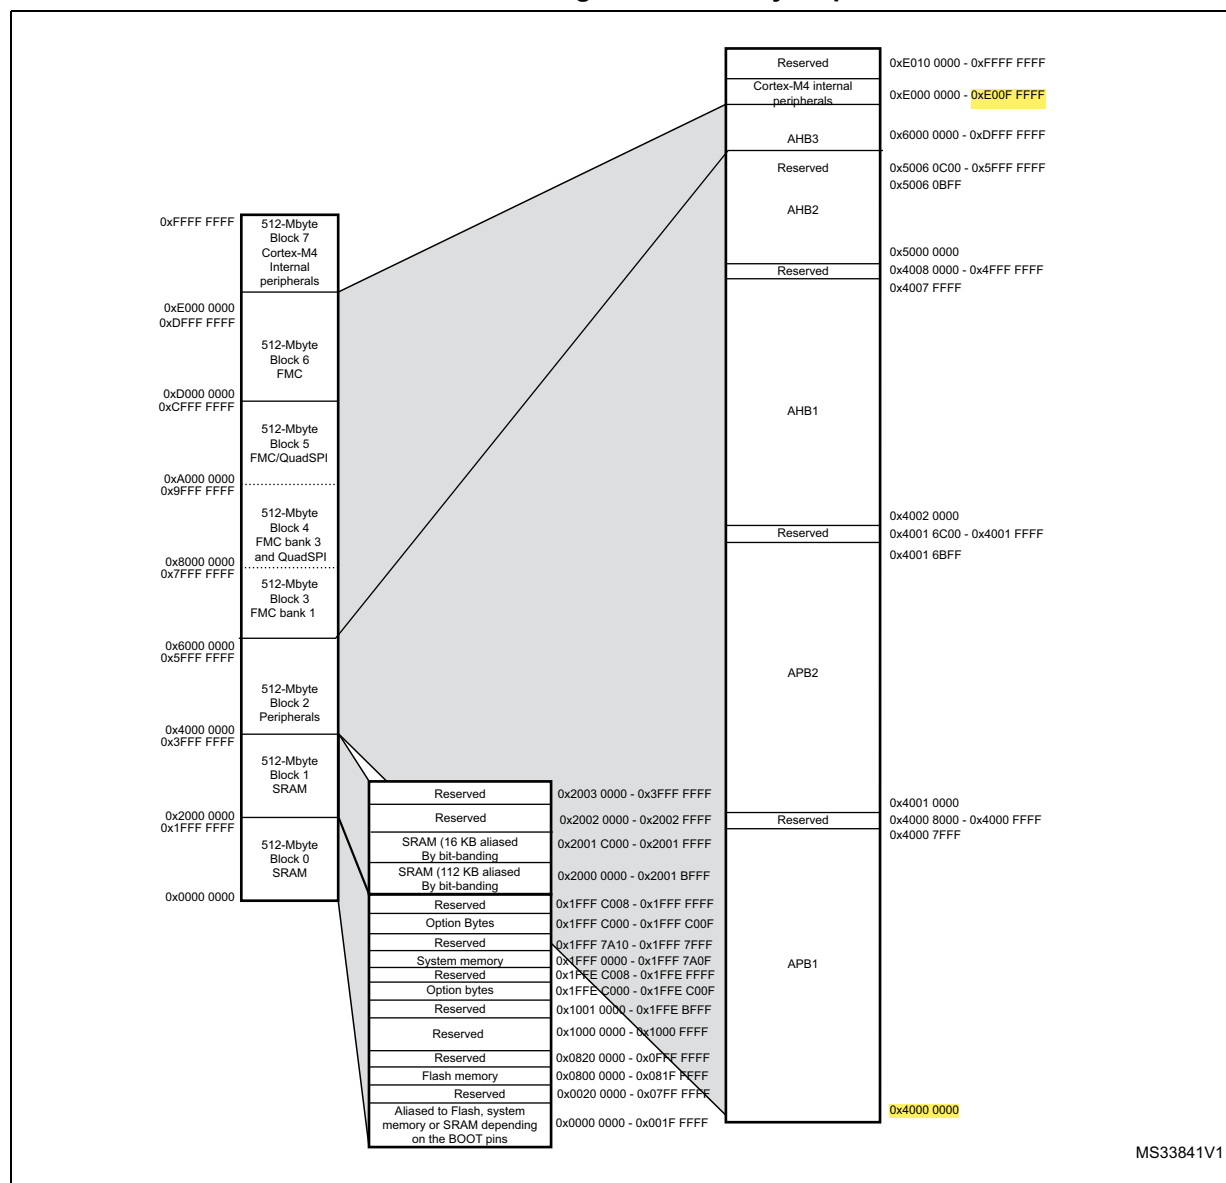 0xFFFF FFFF
512-Mbyte
Block 7
Cortex-M4
Internal
peripherals
0xE000 0000
0xDFFF FFFF
512-Mbyte
Block 6
FMC
0xD000 0000
0xCFFF FFFF
512-Mbyte
Block 5
FMC/QuadSPI
0xA000 0000
0x9FFF FFFF
512-Mbyte
Block 4
FMC bank 3
and QuadSPI
0x8000 0000
0x7FFF FFFF
512-Mbyte
Block 3
FMC bank 1
0x6000 0000
0x5FFF FFFF
512-Mbyte
Block 2
Peripherals
0x4000 0000
0x3FFF FFFF
512-Mbyte
Block 1
SRAM
0x2000 0000
0x1FFF FFFF
512-Mbyte
Block 0
SRAM
0x0000 0000
Reserved 0x2003 0000 - 0x3FFF FFFF
Reserved 0x2002 0000 - 0x2002 FFFF
SRAM (16 KB aliased
By bit-banding
0x2001 C000 - 0x2001 FFFF
SRAM (112 KB aliased
By bit-banding
0x2000 0000 - 0x2001 BFFF
Reserved 0x1FFF C008 - 0x1FFF FFFF
Option Bytes 0x1FFF C000 - 0x1FFF C00F
Reserved 0x1FFF 7A10 - 0x1FFF 7FFF
System memory 0x1FFF 0000 - 0x1FFF 7A0F
Reserved 0x1FFE C008 - 0x1FFE FFFF
Option bytes 0x1FFE C000 - 0x1FFE C00F
Reserved 0x1001 0000 - 0x1FFE BFFF
Reserved 0x1000 0000 - 0x1000 FFFF
Reserved 0x0820 0000 - 0x0FFF FFFF
Flash memory 0x0800 0000 - 0x081F FFFF
Reserved 0x0020 0000 - 0x07FF FFFF
Aliased to Flash, system
memory or SRAM depending
on the BOOT pins
0x0000 0000 - 0x001F FFFF
Reserved 0xE010 0000 - 0xFFFF FFFF
Cortex-M4 internal
peripherals
0xE000 0000 - 0xE00F FFFF
AHB3 0x6000 0000 - 0xDFFF FFFF
Reserved 0x5006 0C00 - 0x5FFF FFFF
0x5006 0BFF
AHB2
0x5000 0000
Reserved 0x4008 0000 - 0x4FFF FFFF
0x4007 FFFF
AHB1
0x4002 0000
Reserved 0x4001 6C00 - 0x4001 FFFF
0x4001 6BFF
APB2
0x4001 0000
Reserved 0x4000 8000 - 0x4000 FFFF
0x4000 7FFF
APB1
0x4000 0000
MS33841V1